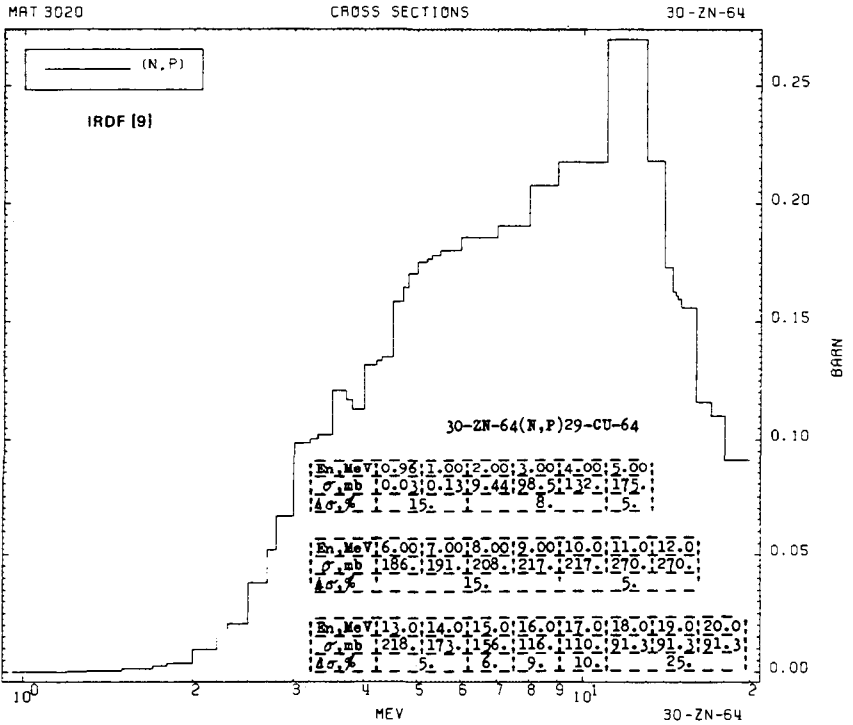 MAT 3020 CROSS SECTIONS 30-ZN-64
(N,P)
IRDF [9]
0.25
0.20
0.15
BARN
0.10
0.05
0.00
30-ZN-64(N,P)29-CU-64
En,MeV 0.96 1.00 2.00 3.00 4.00 5.00
σ,mb 0.03 0.13 9.44 98.5 132. 175.
Δσ,% 15. 8. 5.
En,MeV 6.00 7.00 8.00 9.00 10.0 11.0 12.0
σ,mb 186. 191. 208. 217. 217. 270. 270.
Δσ,% 15. 5.
En,MeV 13.0 14.0 15.0 16.0 17.0 18.0 19.0 20.0
σ,mb 218. 173. 156. 116. 110. 91.3 91.3 91.3
Δσ,% 5. 6. 9. 10. 25.
10⁰ 2 3 4 5 6 7 8 9 10¹ 2
MEV 30-ZN-64